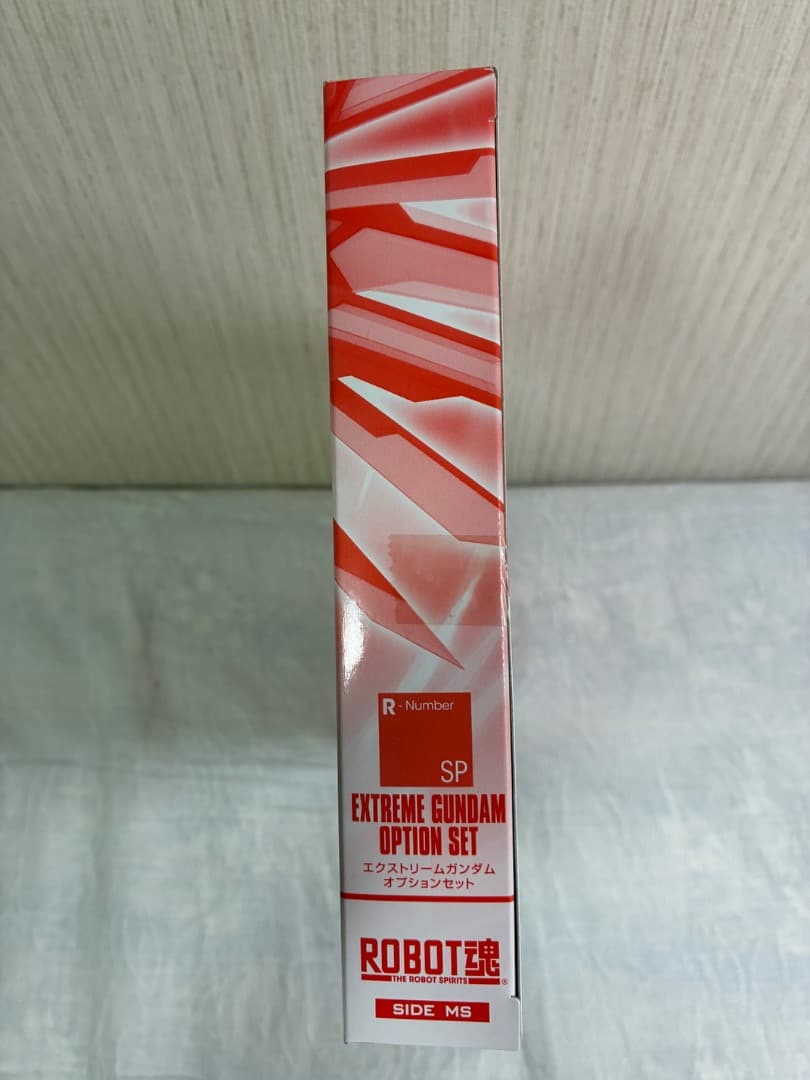 R - Number
SP
EXTREME GUNDAM
OPTION SET
エクストリームガンダム
オプションセット
ROBOT魂
THE ROBOT SPIRITS
®
SIDE MS